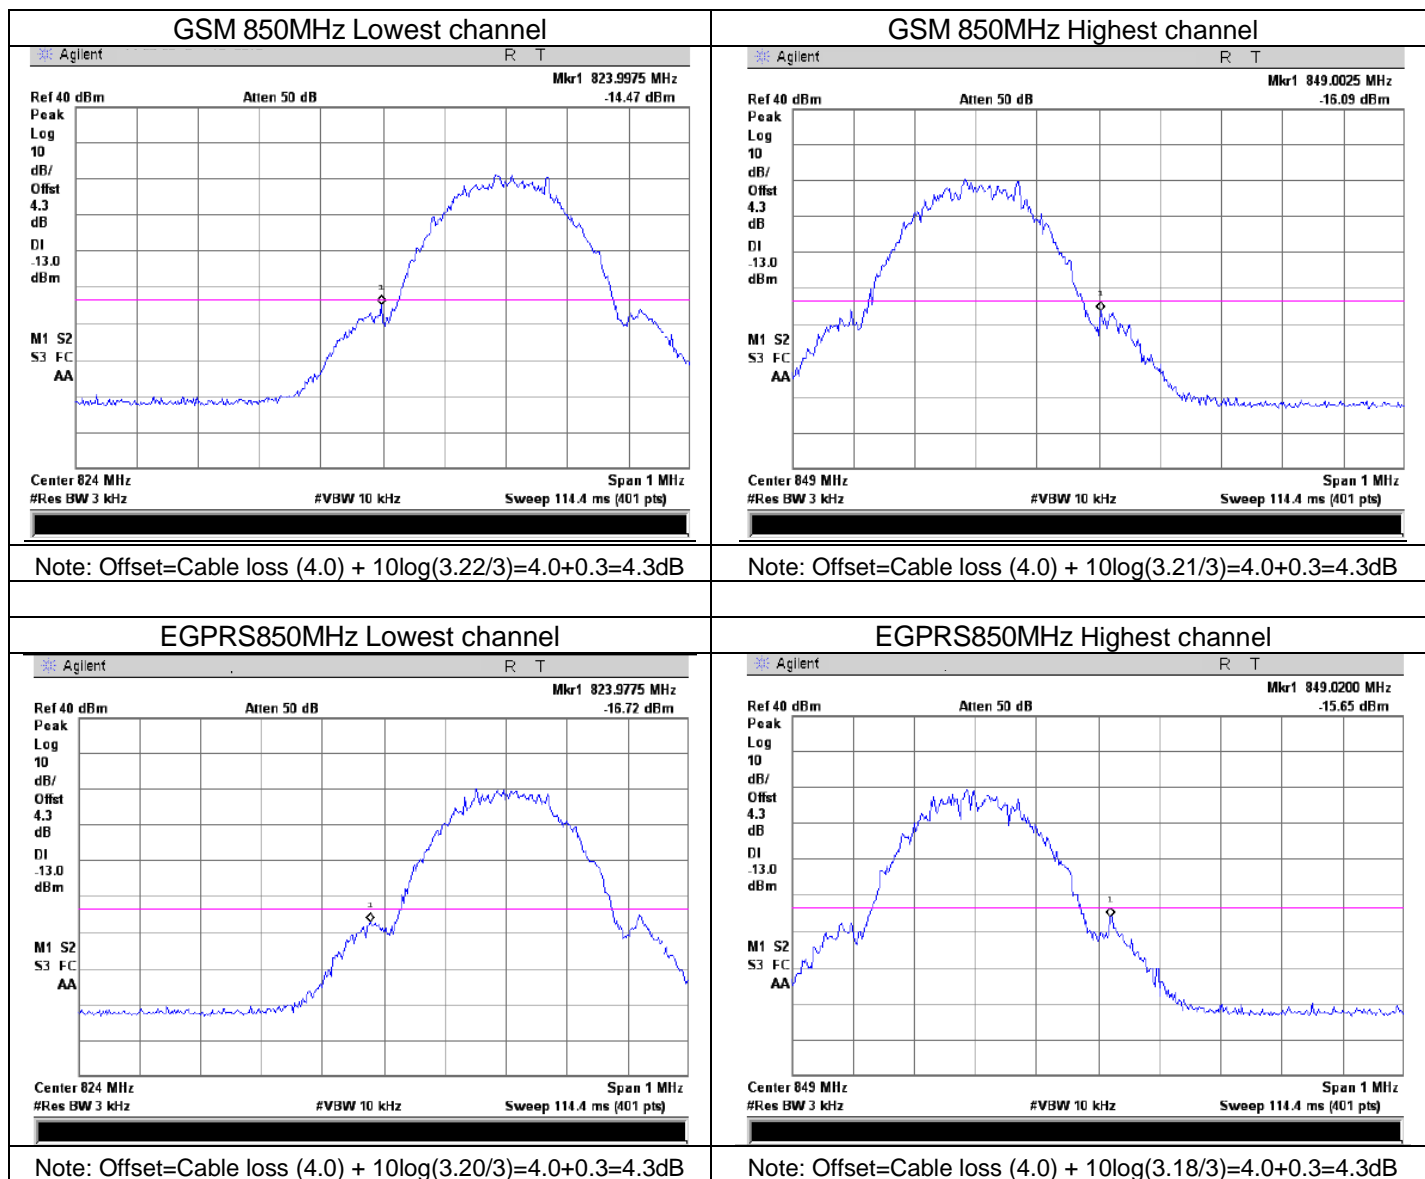 GSM 850MHz Lowest channel
Agilent
R T
Mkr1 823.9975 MHz
-14.47 dBm
Ref 40 dBm
Atten 50 dB
Peak
Log
10
dB/
Offst
4.3
dB
DI
-13.0
dBm
1
M1 S2
S3 FC
AA
Center 824 MHz
Span 1 MHz
#Res BW 3 kHz
#VBW 10 kHz
Sweep 114.4 ms (401 pts)
Note: Offset=Cable loss (4.0) + 10log(3.22/3)=4.0+0.3=4.3dB
GSM 850MHz Highest channel
Agilent
R T
Mkr1 849.0025 MHz
-16.09 dBm
Ref 40 dBm
Atten 50 dB
Peak
Log
10
dB/
Offst
4.3
dB
DI
-13.0
dBm
1
M1 S2
S3 FC
AA
Center 849 MHz
Span 1 MHz
#Res BW 3 kHz
#VBW 10 kHz
Sweep 114.4 ms (401 pts)
Note: Offset=Cable loss (4.0) + 10log(3.21/3)=4.0+0.3=4.3dB
EGPRS850MHz Lowest channel
Agilent
R T
Mkr1 823.9775 MHz
-16.72 dBm
Ref 40 dBm
Atten 50 dB
Peak
Log
10
dB/
Offst
4.3
dB
DI
-13.0
dBm
1
M1 S2
S3 FC
AA
Center 824 MHz
Span 1 MHz
#Res BW 3 kHz
#VBW 10 kHz
Sweep 114.4 ms (401 pts)
Note: Offset=Cable loss (4.0) + 10log(3.20/3)=4.0+0.3=4.3dB
EGPRS850MHz Highest channel
Agilent
R T
Mkr1 849.0200 MHz
-15.65 dBm
Ref 40 dBm
Atten 50 dB
Peak
Log
10
dB/
Offst
4.3
dB
DI
-13.0
dBm
1
M1 S2
S3 FC
AA
Center 849 MHz
Span 1 MHz
#Res BW 3 kHz
#VBW 10 kHz
Sweep 114.4 ms (401 pts)
Note: Offset=Cable loss (4.0) + 10log(3.18/3)=4.0+0.3=4.3dB